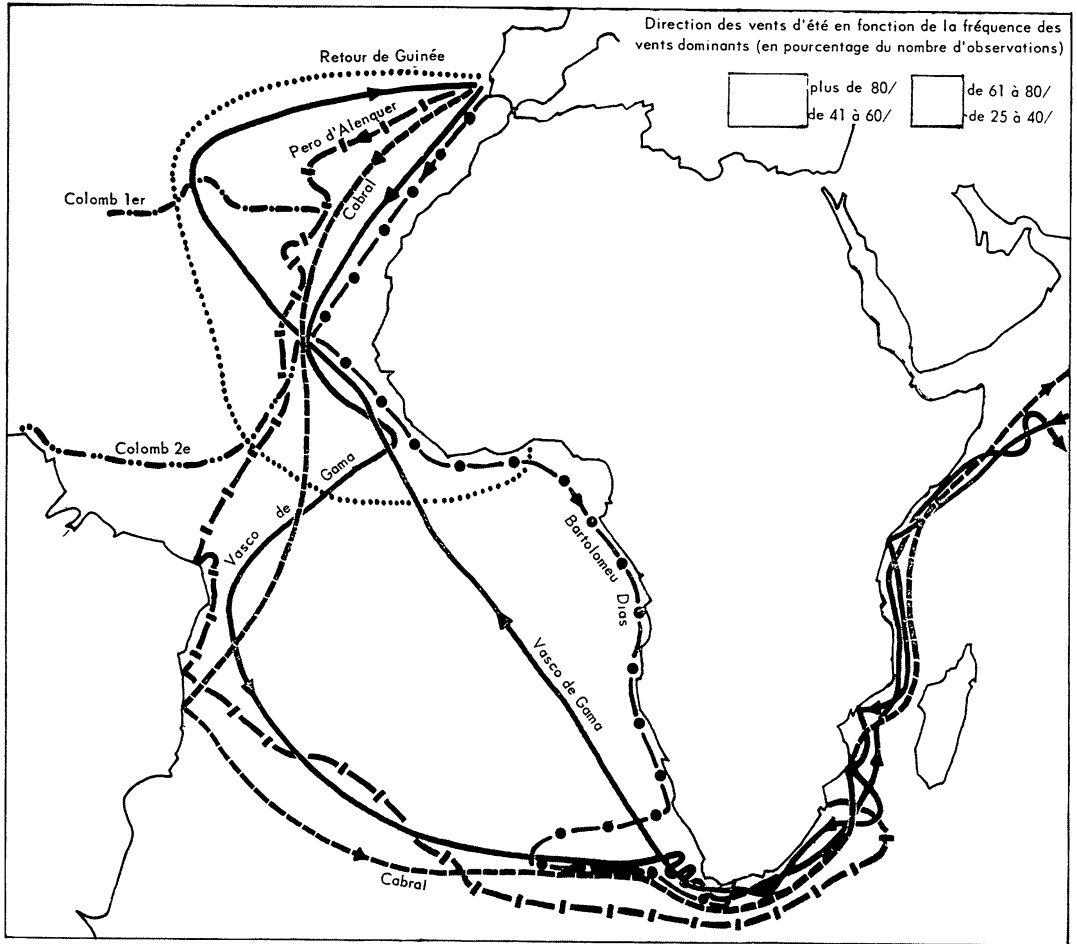 Direction des vents d'été en fonction de la fréquence des
vents dominants (en pourcentage du nombre d'observations)
plus de 80/
de 61 à 80/
de 41 à 60/
de 25 à 40/
Retour de Guinée
Pero d'Alenquer
Cabral
Colomb 1er
Colomb 2e
Vasco de Gama
Bartolomeu Dias
Vasco de Gama
Cabral